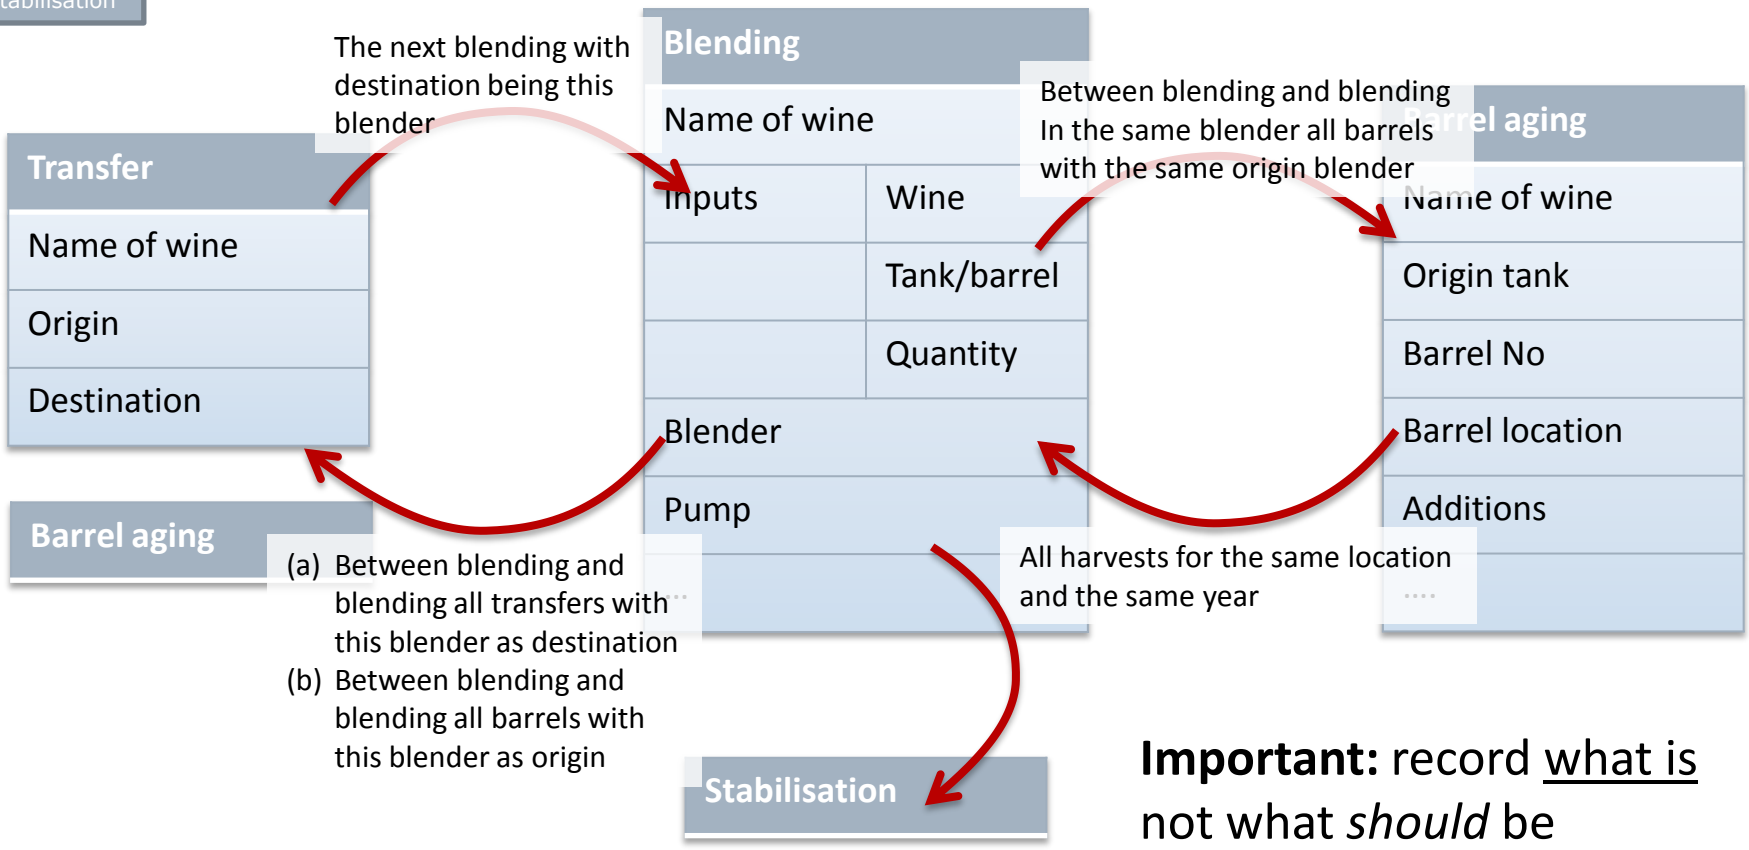 Transfer
Name of wine
Origin
Destination
Barrel aging
The next blending with
destination being this
blender
Blending
Name of wine
Inputs Wine
Tank/barrel
Quantity
Blender
Pump
...
(a) Between blending and
blending all transfers with
this blender as destination
(b) Between blending and
blending all barrels with
this blender as origin
Between blending and blending
In the same blender all barrels
with the same origin blender
Barrel aging
Name of wine
Origin tank
Barrel No
Barrel location
Additions
....
All harvests for the same location
and the same year
Stabilisation
Important: record what is
not what should be